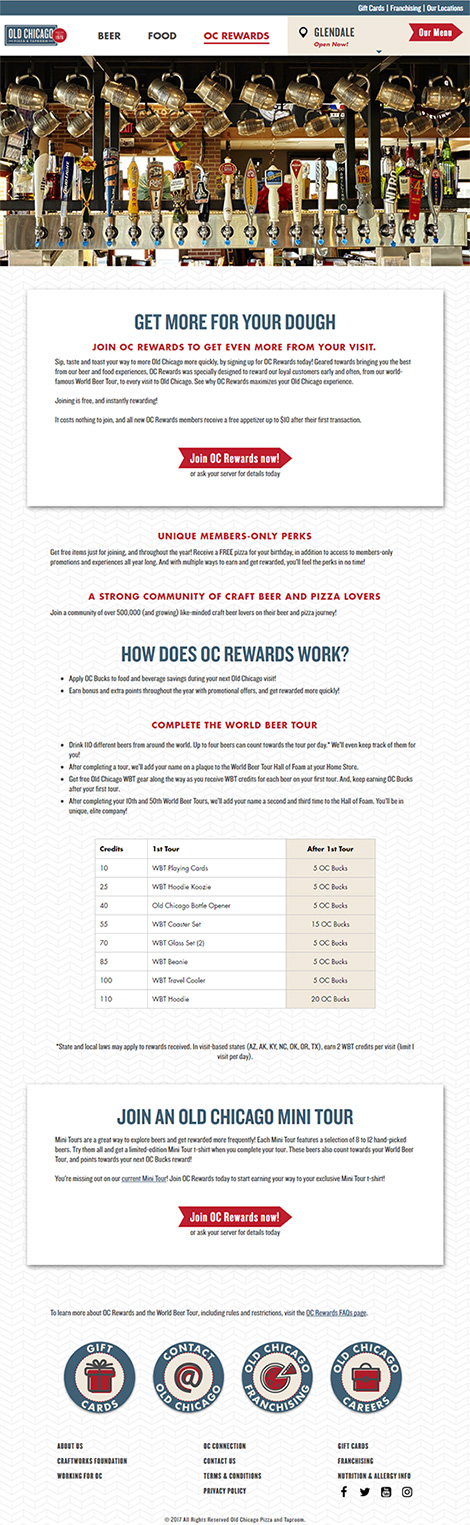 Gift Cards | Franchising | Our Locations
OLD CHICAGO
PIZZA & TAPROOM
BEER
FOOD
OC REWARDS
GLENDALE
Open Now!
Our Menu
GET MORE FOR YOUR DOUGH
JOIN OC REWARDS TO GET EVEN MORE FROM YOUR VISIT.
Sip, taste and toast your way to more Old Chicago more quickly, by signing up for OC Rewards today! Geared towards bringing you the best
from our beer and food experiences, OC Rewards was specially designed to reward our loyal customers early and often, from our world-
famous World Beer Tour, to every visit to Old Chicago. See why OC Rewards maximizes your Old Chicago experience.
Joining is free, and instantly rewarding!
It costs nothing to join, and all new OC Rewards members receive a free appetizer up to $10 after their first transaction.
Join OC Rewards now!
or ask your server for details today
UNIQUE MEMBERS-ONLY PERKS
Get free items just for joining, and throughout the year! Receive a FREE pizza for your birthday, in addition to access to members-only
promotions and experiences all year long. And with multiple ways to earn and get rewarded, you'll feel the perks in no time!
A STRONG COMMUNITY OF CRAFT BEER AND PIZZA LOVERS
Join a community of over 500,000 (and growing) like-minded craft beer lovers on their beer and pizza journey!
HOW DOES OC REWARDS WORK?
• Apply OC Bucks to food and beverage savings during your next Old Chicago visit!
• Earn bonus and extra points throughout the year with promotional offers, and get rewarded more quickly!
COMPLETE THE WORLD BEER TOUR
• Drink 110 different beers from around the world. Up to four beers can count towards the tour per day.* We'll even keep track of them for
you!
• After completing a tour, we'll add your name on a plaque to the World Beer Tour Hall of Foam at your Home Store.
• Get free Old Chicago WBT gear along the way as you receive WBT credits for each beer on your first tour. And, keep earning OC Bucks
after your first tour.
• After completing your 10th and 50th World Beer Tours, we'll add your name a second and third time to the Hall of Foam. You'll be in
unique, elite company!
Credits 1st Tour After 1st Tour
10 WBT Playing Cards 5 OC Bucks
25 WBT Hoodie Koozie 5 OC Bucks
40 Old Chicago Bottle Opener 5 OC Bucks
55 WBT Coaster Set 15 OC Bucks
70 WBT Glass Set (2) 5 OC Bucks
85 WBT Beanie 5 OC Bucks
100 WBT Travel Cooler 5 OC Bucks
110 WBT Hoodie 20 OC Bucks
*State and local laws may apply to rewards received. In visit-based states (AZ, AK, KY, NC, OK, OR, TX), earn 2 WBT credits per visit (limit 1
visit per day).
JOIN AN OLD CHICAGO MINI TOUR
Mini Tours are a great way to explore beers and get rewarded more frequently! Each Mini Tour features a selection of 8 to 12 hand-picked
beers. Try them all and get a limited-edition Mini Tour t-shirt when you complete your tour. These beers also count towards your World Beer
Tour, and points towards your next OC Bucks reward!
You're missing out on our current Mini Tour! Join OC Rewards today to start earning your way to your exclusive Mini Tour t-shirt!
Join OC Rewards now!
or ask your server for details today
To learn more about OC Rewards and the World Beer Tour, including rules and restrictions, visit the OC Rewards FAQs page.
GIFT CARDS
CONTACT OLD CHICAGO
OLD CHICAGO FRANCHISING
OLD CHICAGO CAREERS
ABOUT US
CRAFTWORKS FOUNDATION
WORKING FOR OC
OC CONNECTION
CONTACT US
TERMS & CONDITIONS
PRIVACY POLICY
GIFT CARDS
FRANCHISING
NUTRITION & ALLERGY INFO
© 2017 All Rights Reserved Old Chicago Pizza and Taproom.